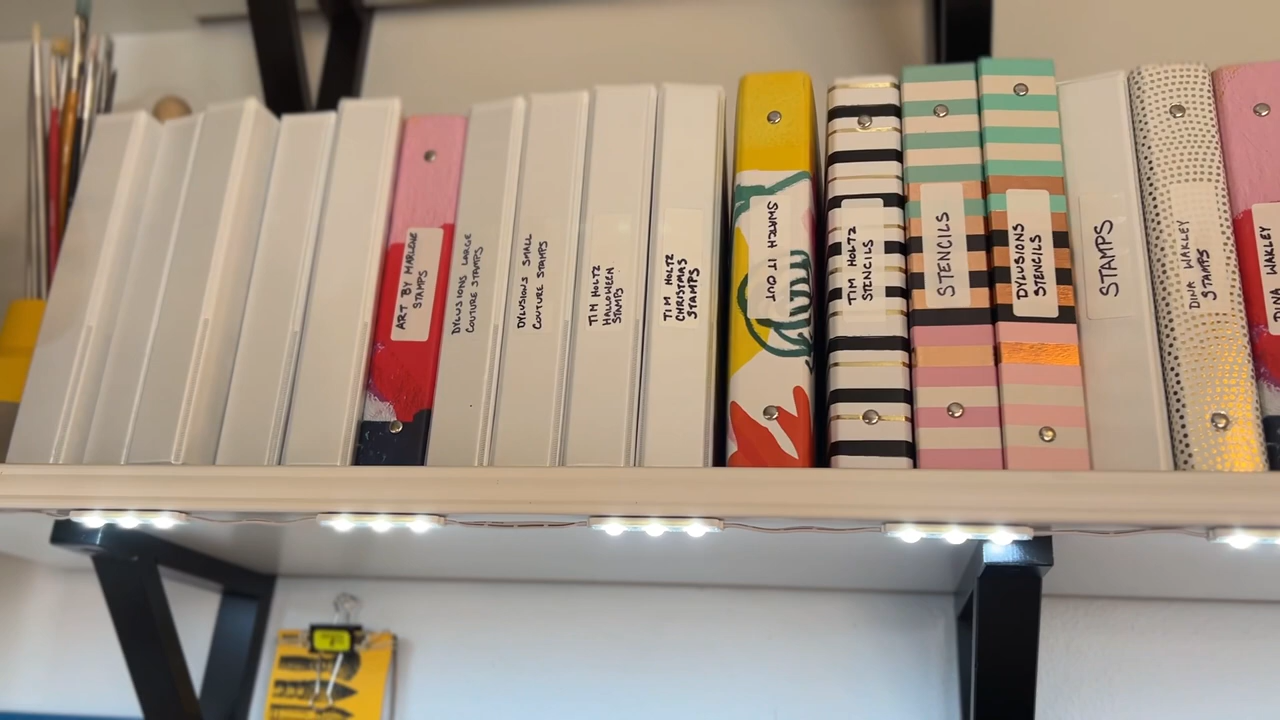 ART BY MARLENE
STAMPS
DYLUSIONS LARGE
COUTURE STAMPS
DYLUSIONS SMALL
COUTURE STAMPS
TIM HOLTZ
HALLOWEEN
STAMPS
TIM HOLTZ
CHRISTMAS
STAMPS
SWATCH IT OUT
TIM HOLTZ
STENCILS
STENCILS
DYLUSIONS
STENCILS
STAMPS
DINA WAKLEY
STAMPS
DINA WAKLEY